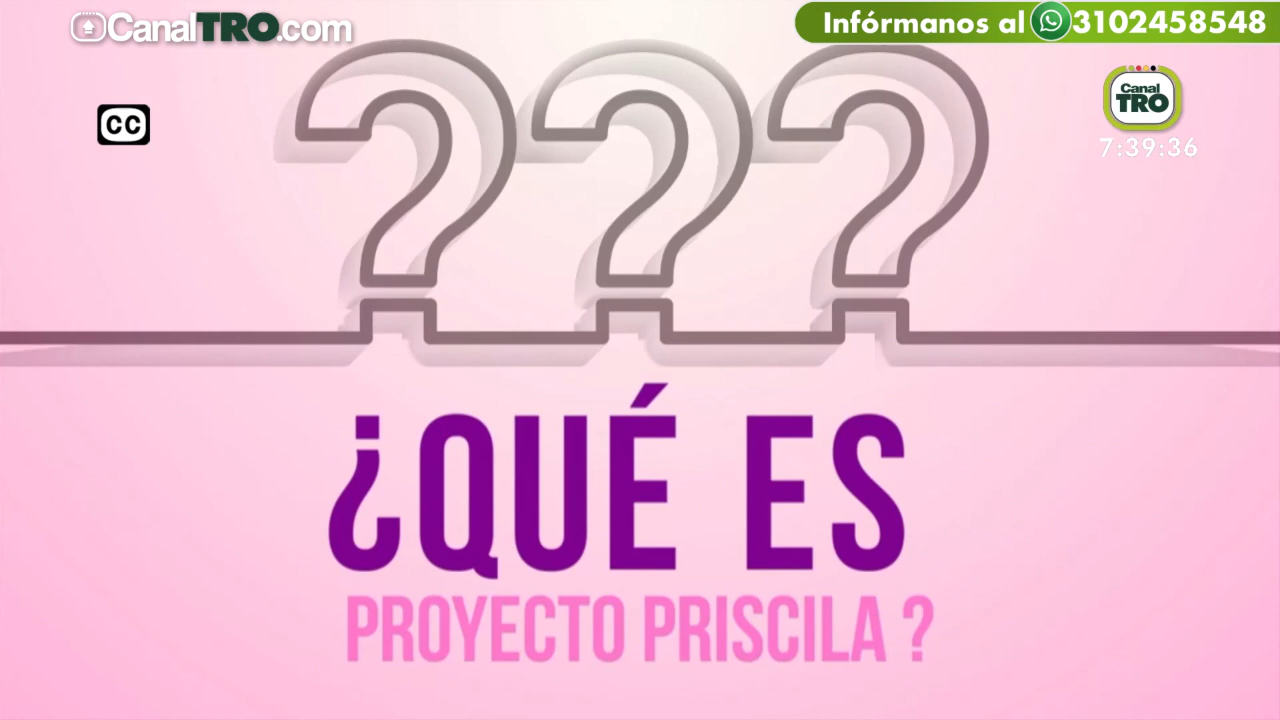 CanalTRO.com
Infórmanos al 3102458548
CC
Canal
TRO
7:39:36
???
¿QUÉ ES
PROYECTO PRISCILA ?